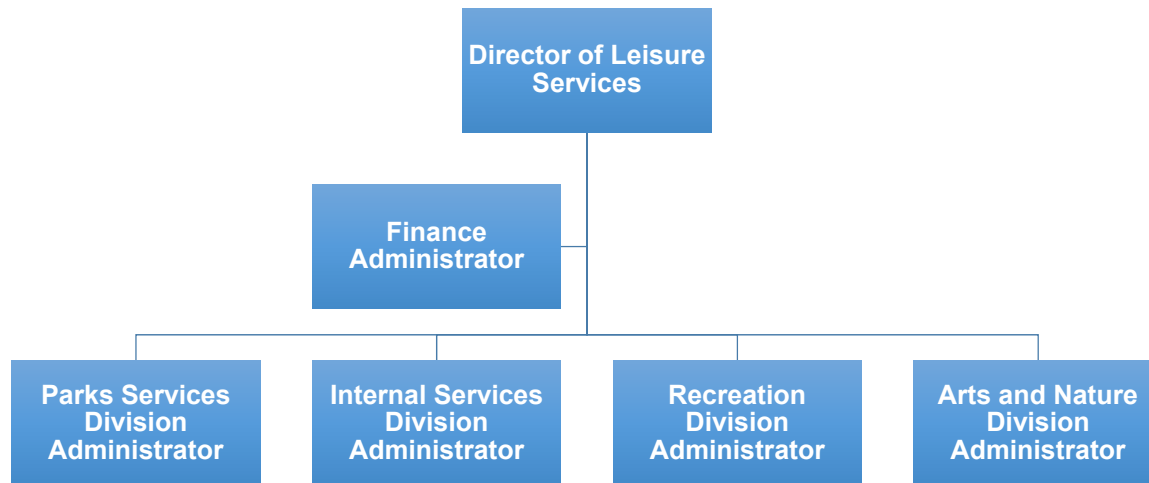 Director of Leisure
Services
Finance
Administrator
Parks Services
Division
Administrator
Internal Services
Division
Administrator
Recreation
Division
Administrator
Arts and Nature
Division
Administrator